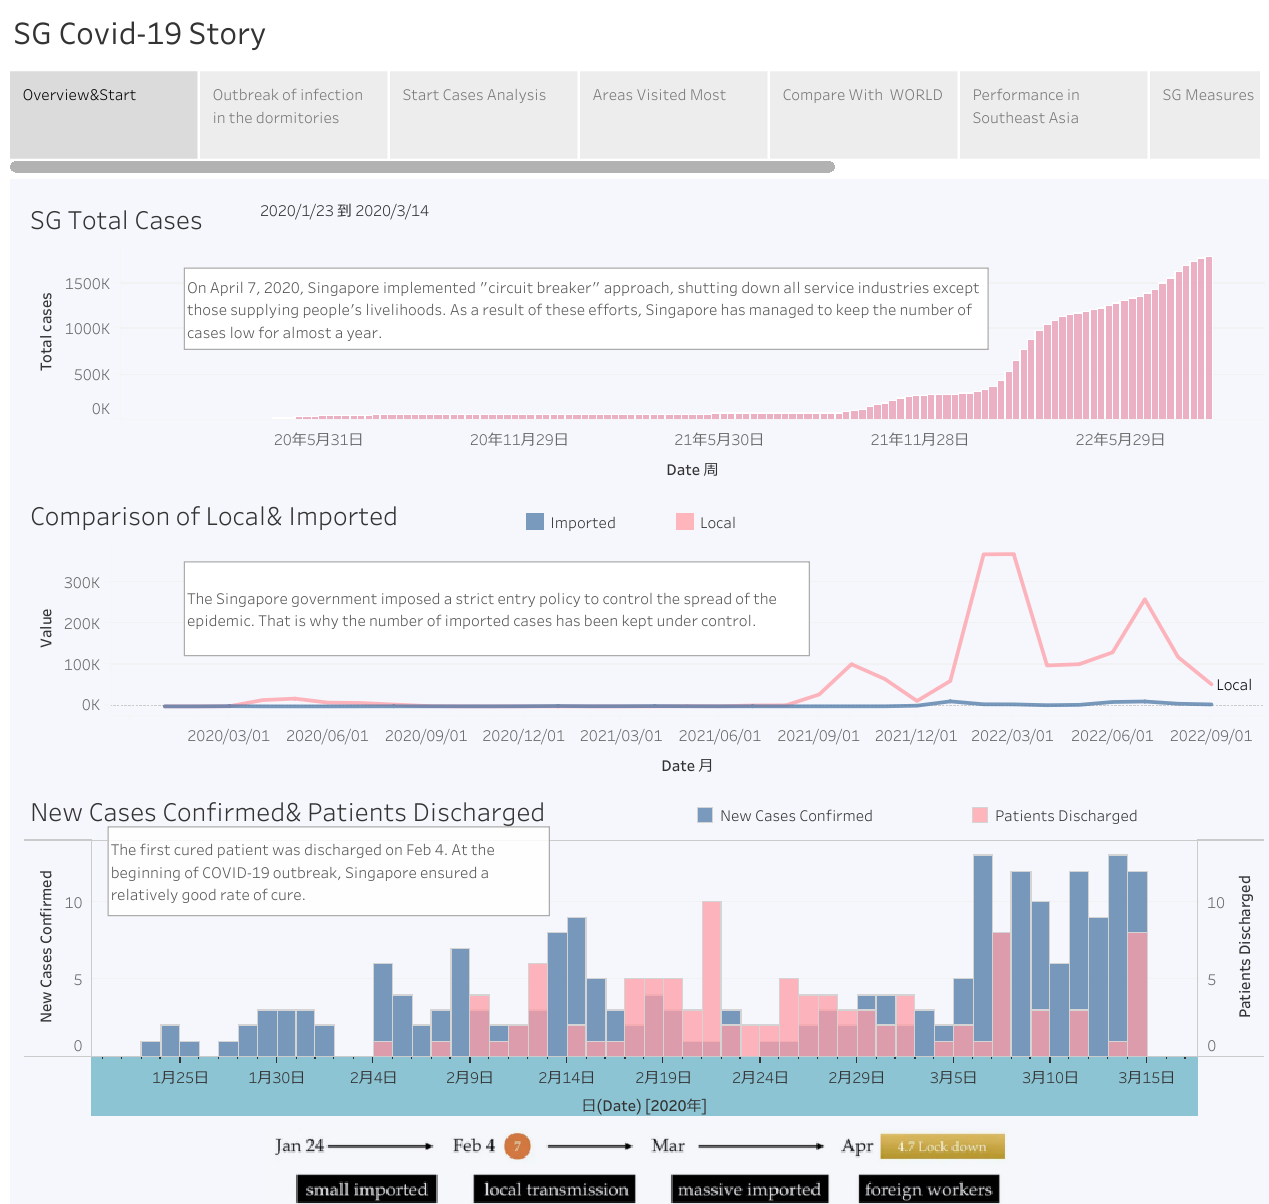 SG Covid-19 Story
Overview&Start
Outbreak of infection
in the dormitories
Start Cases Analysis
Areas Visited Most
Compare With WORLD
Performance in
Southeast Asia
SG Measures
SG Total Cases
2020/1/23 到 2020/3/14
Total cases
1500K
1000K
500K
0K
On April 7, 2020, Singapore implemented "circuit breaker" approach, shutting down all service industries except
those supplying people's livelihoods. As a result of these efforts, Singapore has managed to keep the number of
cases low for almost a year.
20年5月31日
20年11月29日
21年5月30日
21年11月28日
22年5月29日
Date 周
Comparison of Local& Imported
Imported
Local
Value
300K
200K
100K
0K
The Singapore government imposed a strict entry policy to control the spread of the
epidemic. That is why the number of imported cases has been kept under control.
Local
2020/03/01
2020/06/01
2020/09/01
2020/12/01
2021/03/01
2021/06/01
2021/09/01
2021/12/01
2022/03/01
2022/06/01
2022/09/01
Date 月
New Cases Confirmed& Patients Discharged
New Cases Confirmed
Patients Discharged
The first cured patient was discharged on Feb 4. At the
beginning of COVID-19 outbreak, Singapore ensured a
relatively good rate of cure.
New Cases Confirmed
10
5
0
10
5
0
Patients Discharged
1月25日
1月30日
2月4日
2月9日
2月14日
2月19日
2月24日
2月29日
3月5日
3月10日
3月15日
日(Date) [2020年]
Jan 24
Feb 4
7
Mar
Apr
4.7 Lock down
small imported
local transmission
massive imported
foreign workers